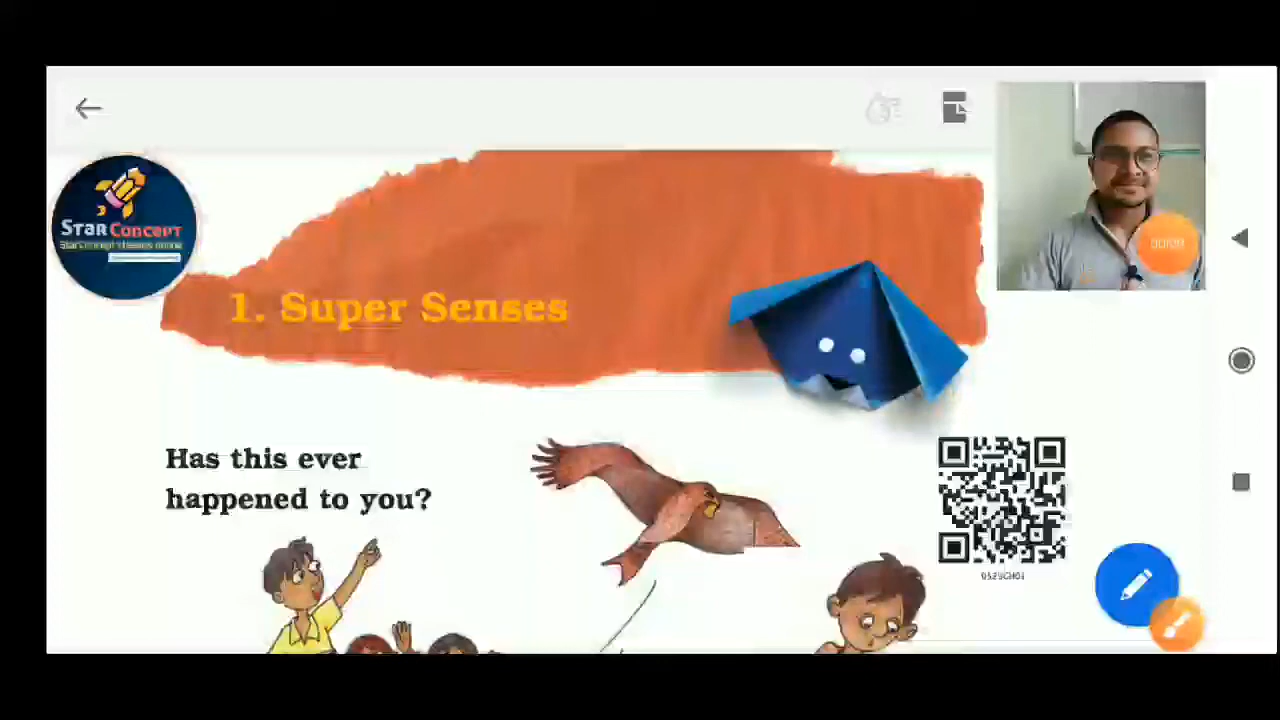 STAR CONCEPT
1. Super Senses
Has this ever
happened to you?